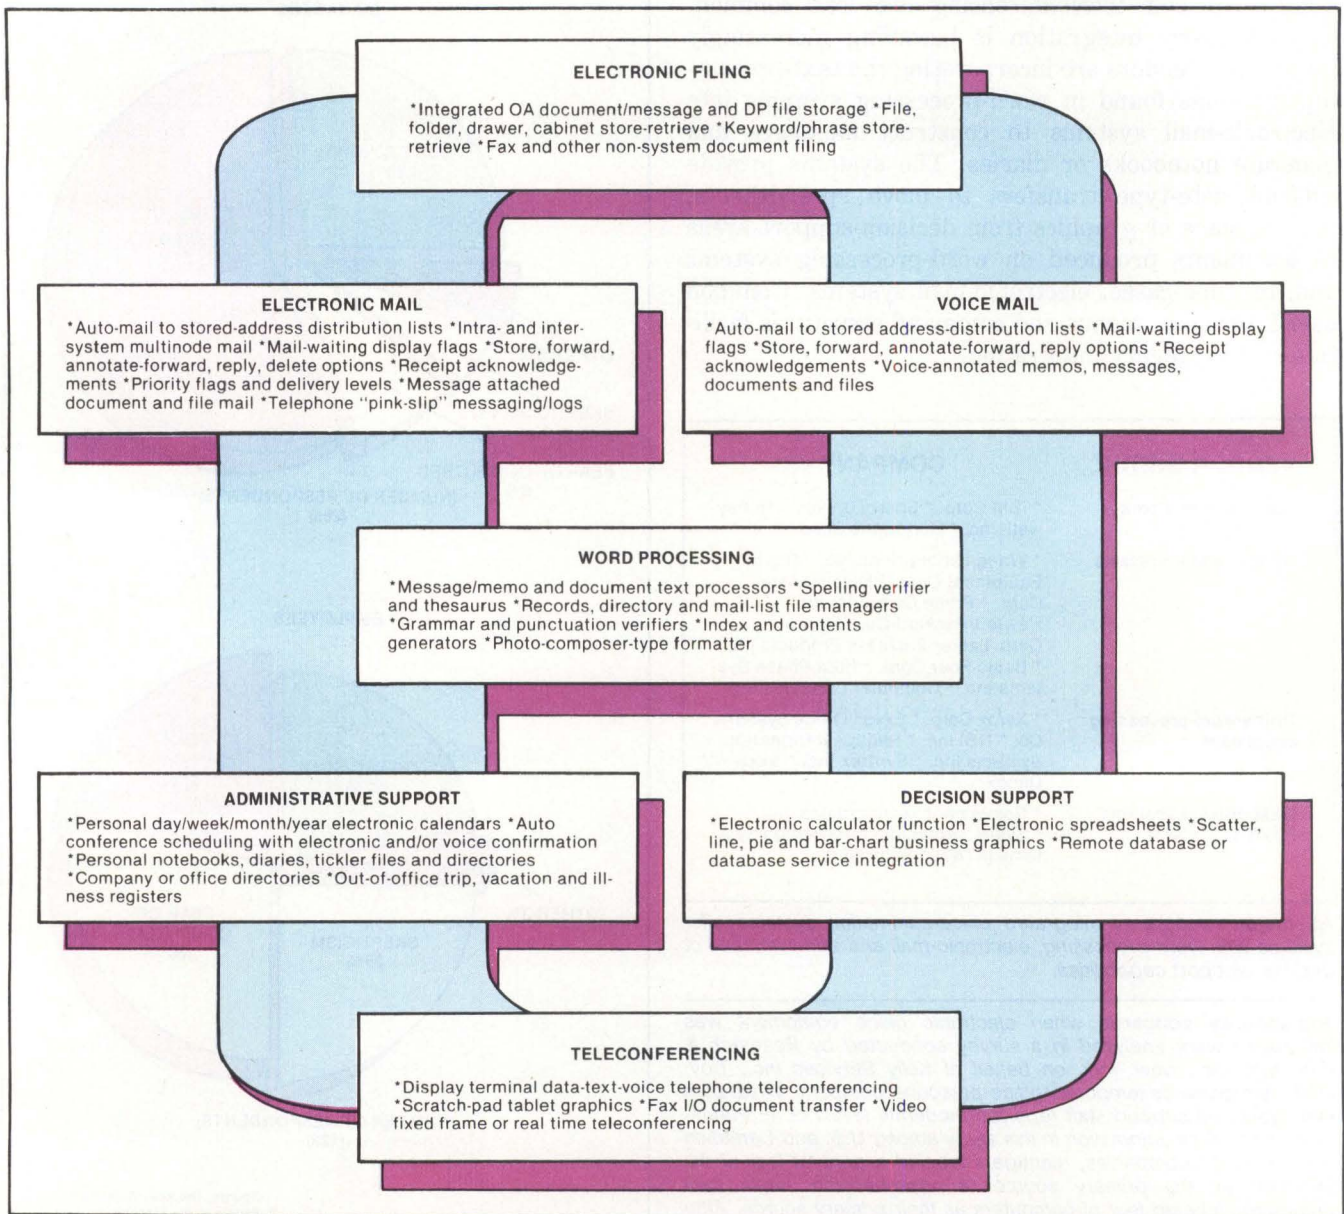 ELECTRONIC FILING
*Integrated OA document/message and DP file storage *File,
folder, drawer, cabinet store-retrieve *Keyword/phrase store-
retrieve *Fax and other non-system document filing
ELECTRONIC MAIL
*Auto-mail to stored-address distribution lists *Intra- and inter-
system multinode mail *Mail-waiting display flags *Store, forward,
annotate-forward, reply, delete options *Receipt acknowledge-
ments *Priority flags and delivery levels *Message attached
document and file mail *Telephone "pink-slip" messaging/logs
VOICE MAIL
*Auto-mail to stored address-distribution lists *Mail-waiting display
flags *Store, forward, annotate-forward, reply options *Receipt
acknowledgements *Voice-annotated memos, messages,
documents and files
WORD PROCESSING
*Message/memo and document text processors *Spelling verifier
and thesaurus *Records, directory and mail-list file managers
*Grammar and punctuation verifiers *Index and contents
generators *Photo-composer-type formatter
ADMINISTRATIVE SUPPORT
*Personal day/week/month/year electronic calendars *Auto
conference scheduling with electronic and/or voice confirmation
*Personal notebooks, diaries, tickler files and directories
*Company or office directories *Out-of-office trip, vacation and ill-
ness registers
DECISION SUPPORT
*Electronic calculator function *Electronic spreadsheets *Scatter,
line, pie and bar-chart business graphics *Remote database or
database service integration
TELECONFERENCING
*Display terminal data-text-voice telephone teleconferencing
*Scratch-pad tablet graphics *Fax I/O document transfer *Video
fixed frame or real time teleconferencing